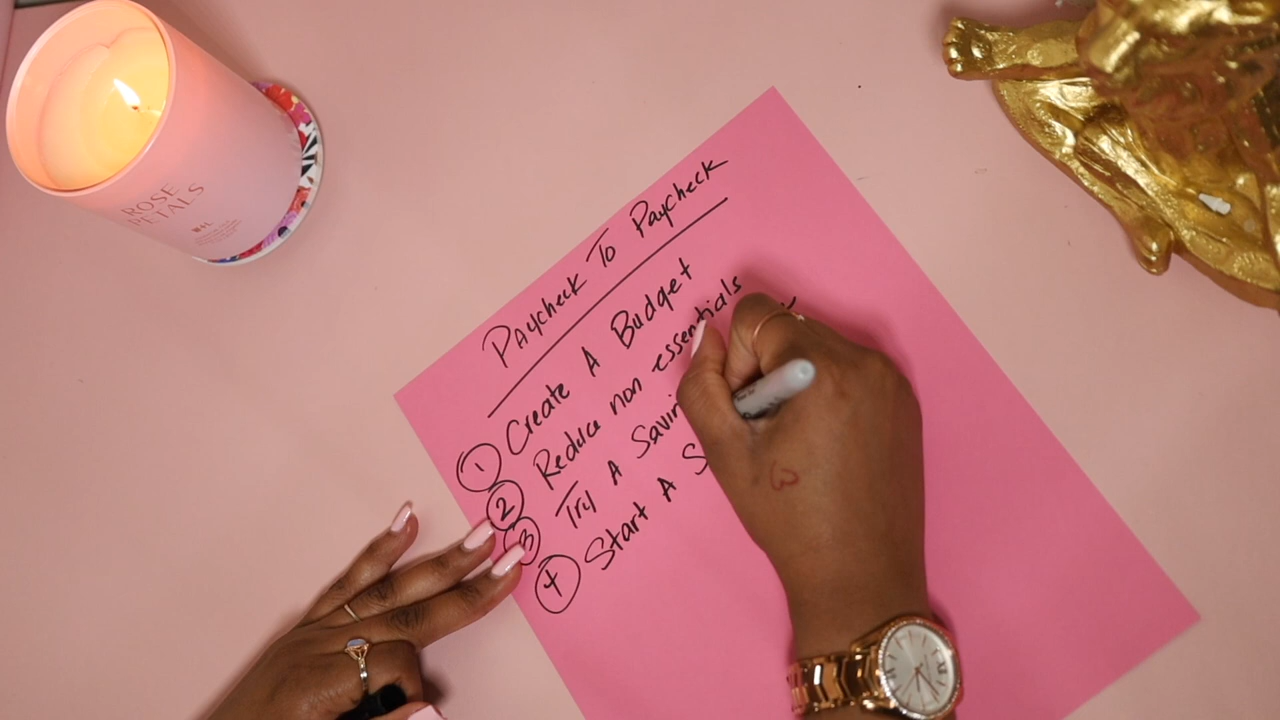 ROSE
PETALS
Paycheck To Paycheck
1 Create A Budget
2 Reduce non essentials
3 Try A
4 Start A